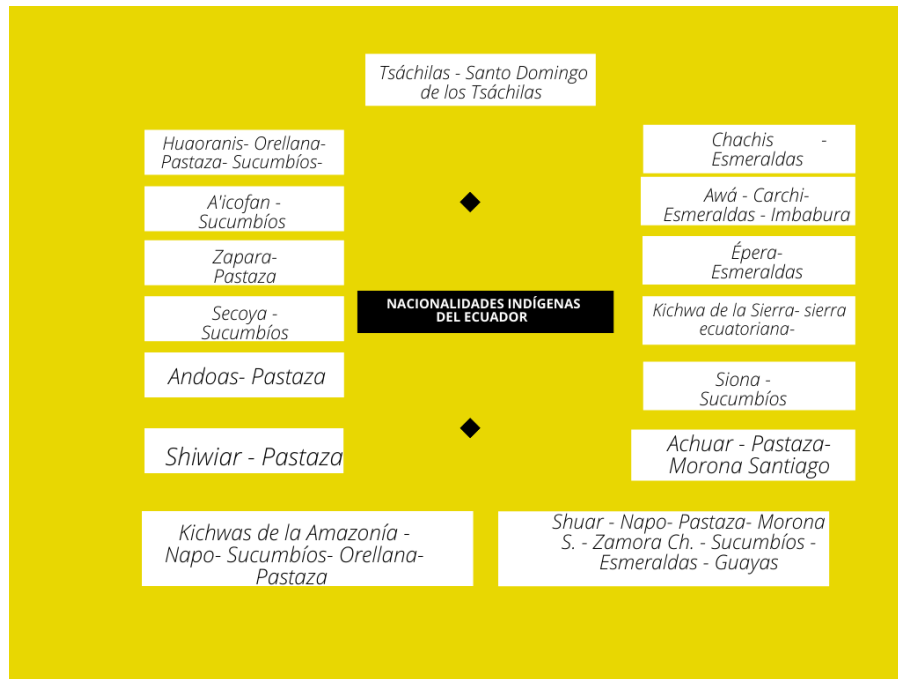 Tsáchilas - Santo Domingo
de los Tsáchilas
Huaoranis- Orellana-
Pastaza- Sucumbíos-
A'icofan -
Sucumbíos
Zapara-
Pastaza
Secoya -
Sucumbíos
Andoas- Pastaza
Shiwiar - Pastaza
NACIONALIDADES INDÍGENAS
DEL ECUADOR
Chachis -
Esmeraldas
Awá - Carchi-
Esmeraldas - Imbabura
Épera-
Esmeraldas
Kichwa de la Sierra- sierra
ecuatoriana-
Siona -
Sucumbíos
Achuar - Pastaza-
Morona Santiago
Kichwas de la Amazonía -
Napo- Sucumbíos- Orellana-
Pastaza
Shuar - Napo- Pastaza- Morona
S. - Zamora Ch. - Sucumbíos -
Esmeraldas - Guayas